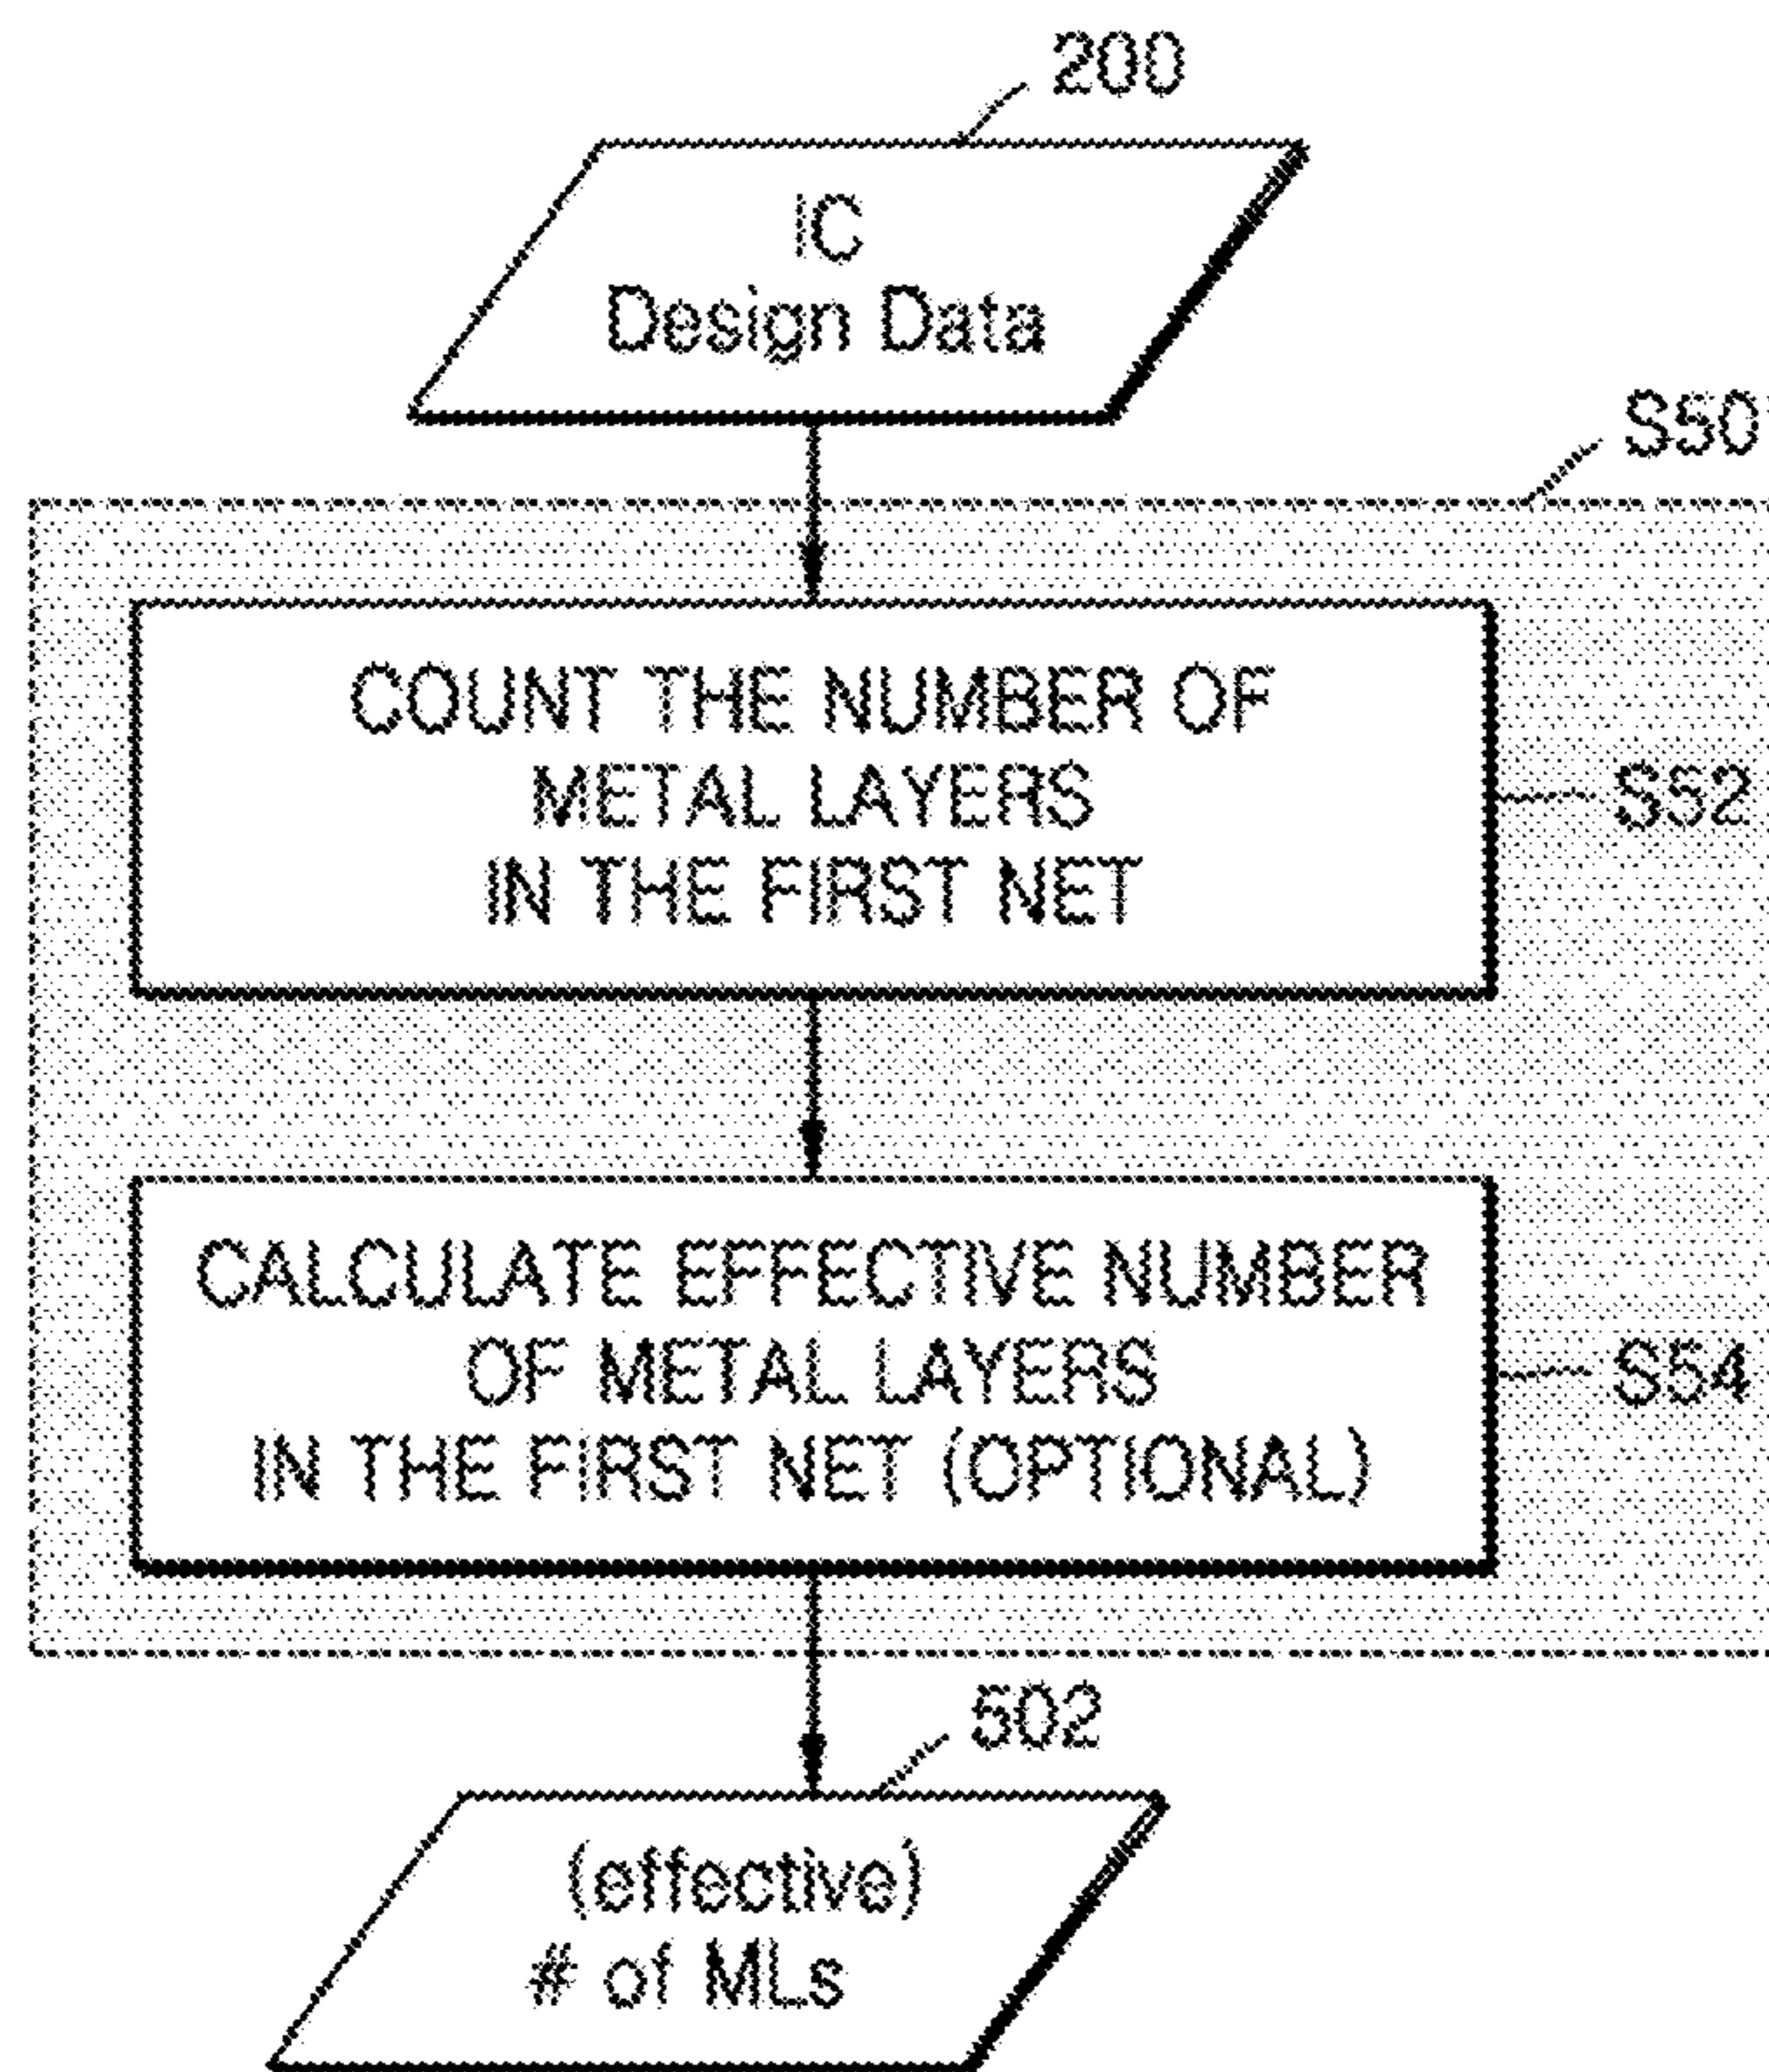 200
IC
Design Data
S50
COUNT THE NUMBER OF
METAL LAYERS
IN THE FIRST NET
S52
CALCULATE EFFECTIVE NUMBER
OF METAL LAYERS
IN THE FIRST NET (OPTIONAL)
S54
502
(effective)
# of MLs